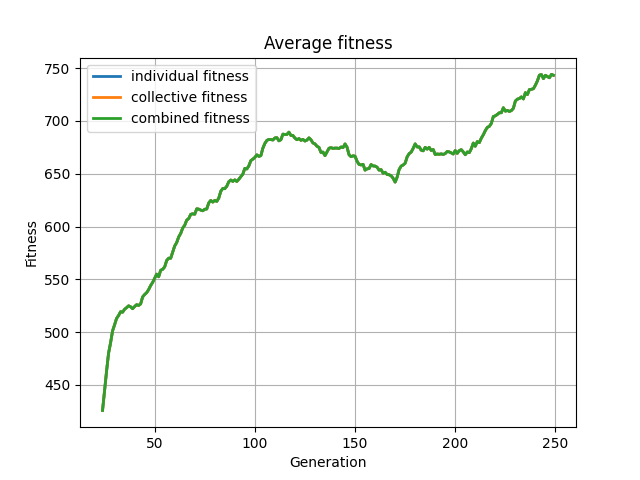 Average fitness
individual fitness
collective fitness
combined fitness
Fitness
750
700
650
600
550
500
450
50 100 150 200 250
Generation